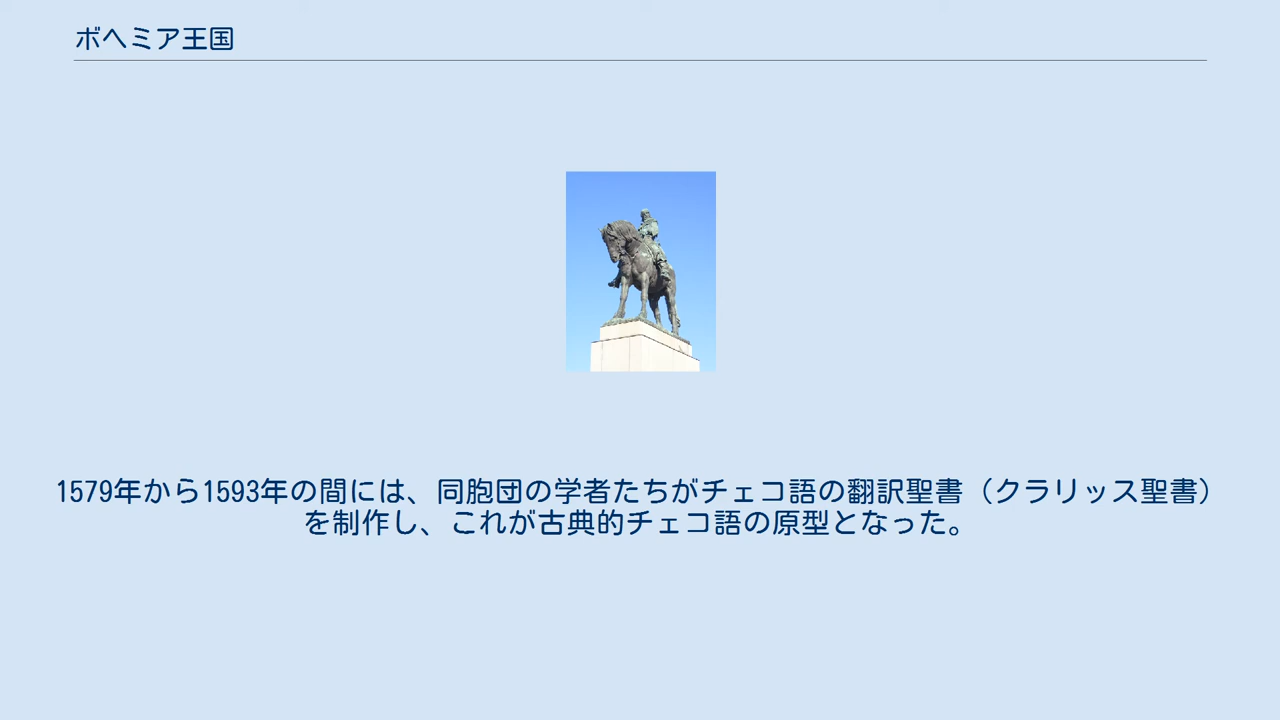 ボヘミア王国
1579年から1593年の間には、同胞団の学者たちがチェコ語の翻訳聖書（クラリッス聖書）
を制作し、これが古典的チェコ語の原型となった。